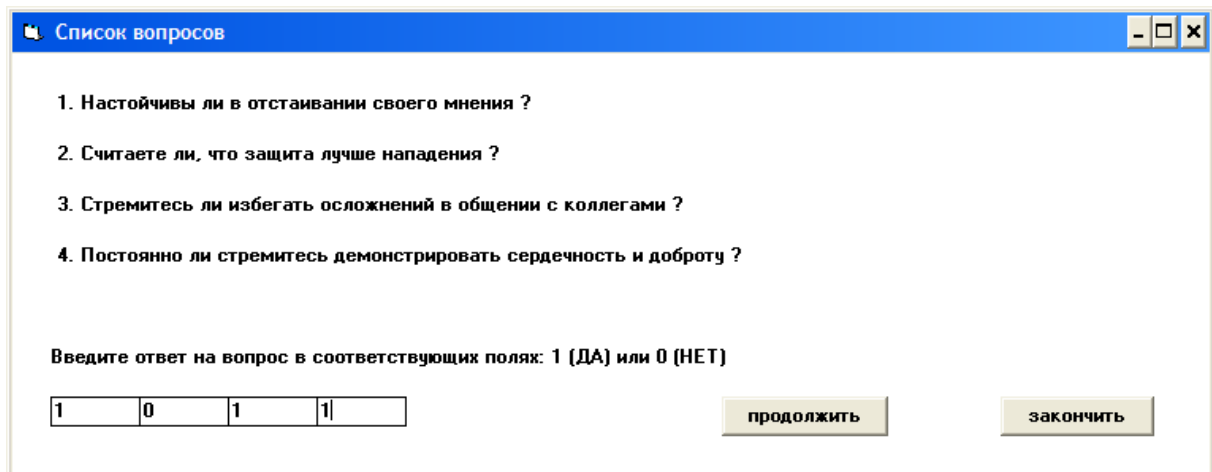 Список вопросов
1. Настойчивы ли в отстаивании своего мнения ?
2. Считаете ли, что защита лучше нападения ?
3. Стремитесь ли избегать осложнений в общении с коллегами ?
4. Постоянно ли стремитесь демонстрировать сердечность и доброту ?
Введите ответ на вопрос в соответствующих полях: 1 (ДА) или 0 (НЕТ)
1 0 1 1 продолжить закончить